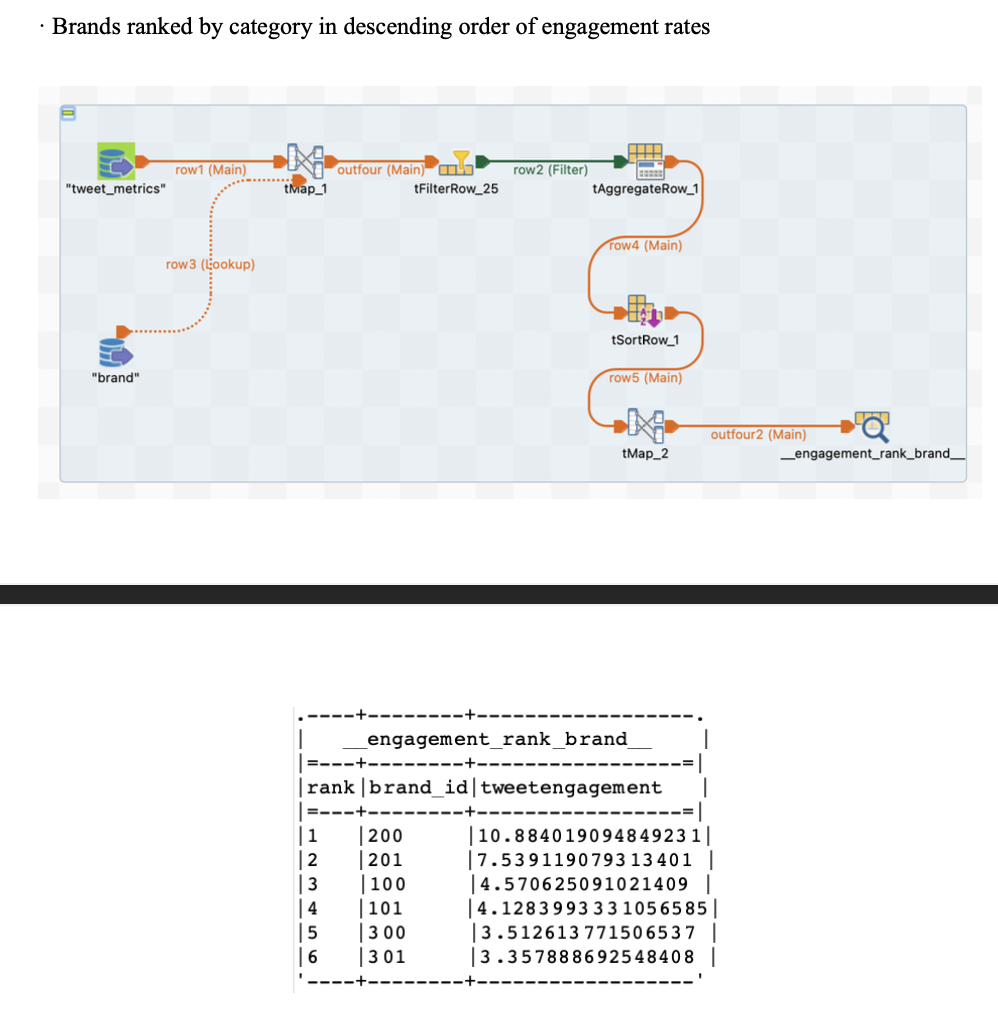 · Brands ranked by category in descending order of engagement rates
row1 (Main)
outfour (Main)
row2 (Filter)
"tweet_metrics"
tMap_1
tFilterRow_25
tAggregateRow_1
row4 (Main)
row3 (Lookup)
tSortRow_1
"brand"
row5 (Main)
outfour2 (Main)
tMap_2
__engagement_rank_brand__
.----+--------+------------------.
|   __engagement_rank_brand__    |
|=---+--------+-----------------=|
|rank|brand_id|tweetengagement   |
|=---+--------+-----------------=|
|1   |200     |10.8840190948492​31|
|2   |201     |7.539119079313401 |
|3   |100     |4.570625091021409 |
|4   |101     |4.1283993331056585|
|5   |300     |3.512613771506537 |
|6   |301     |3.357888692548408 |
'----+--------+------------------'